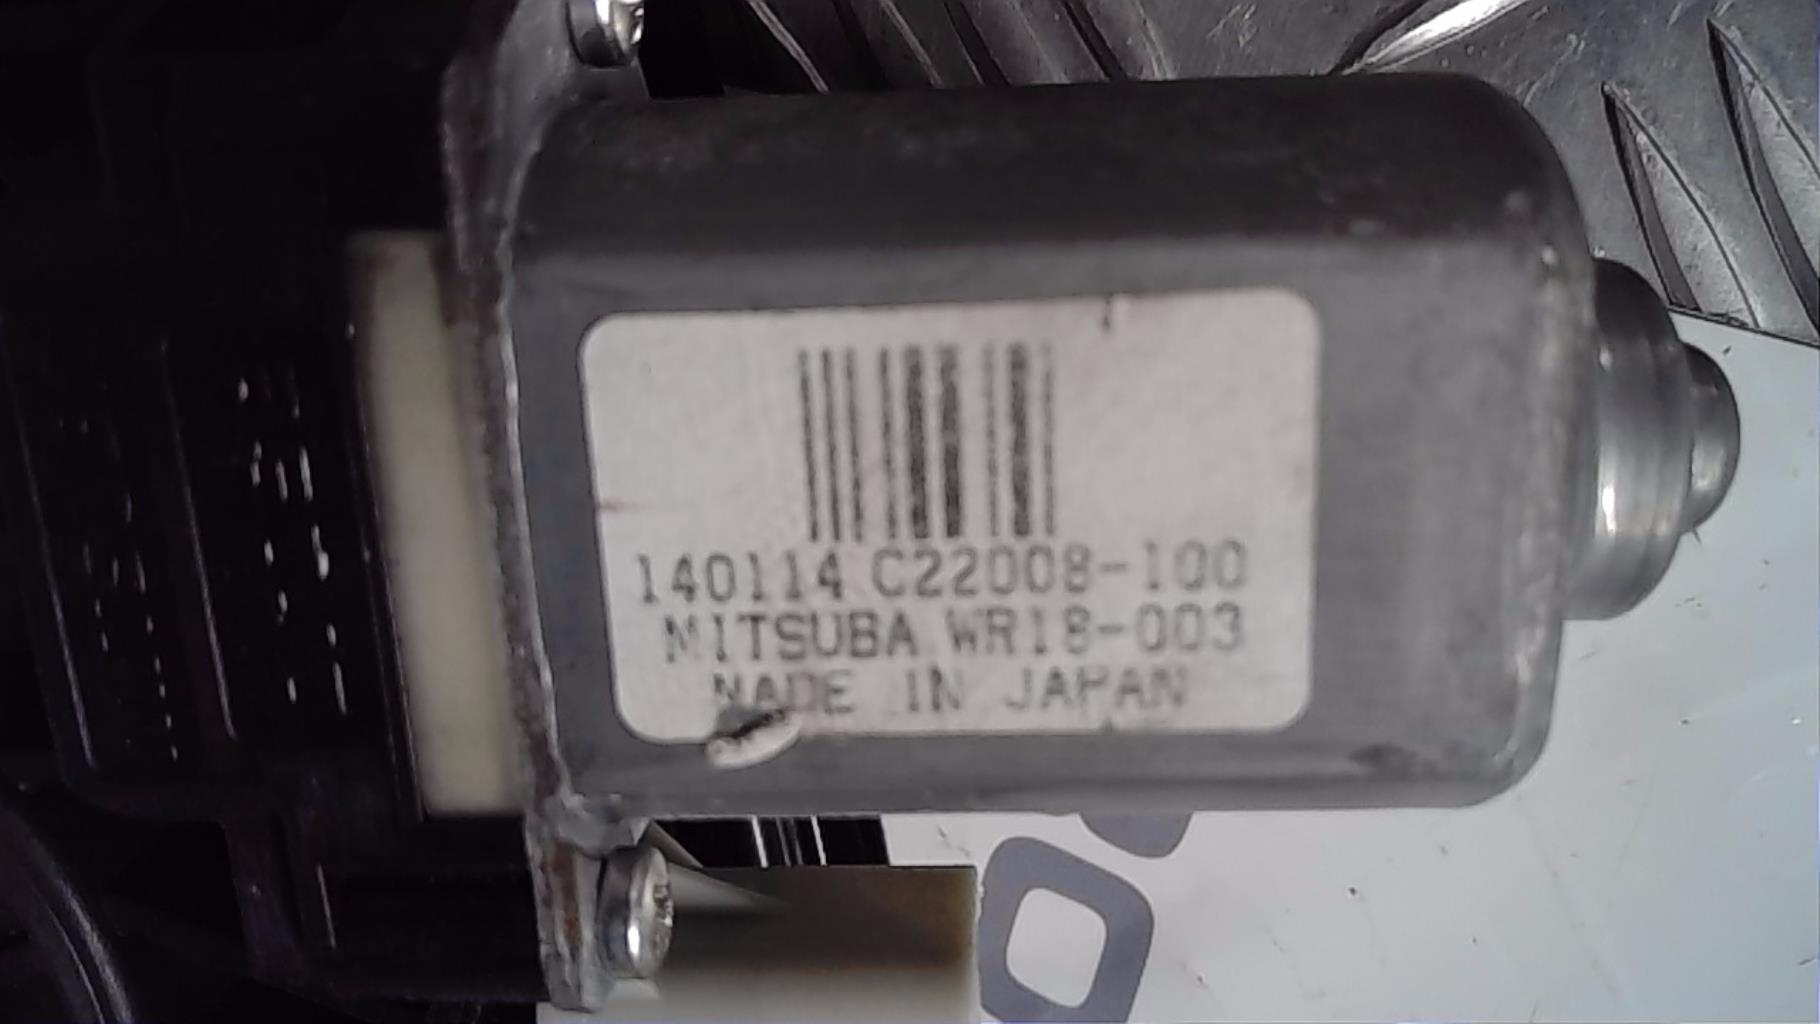 140114 C22008-100
MITSUBA WR18-003
MADE IN JAPAN